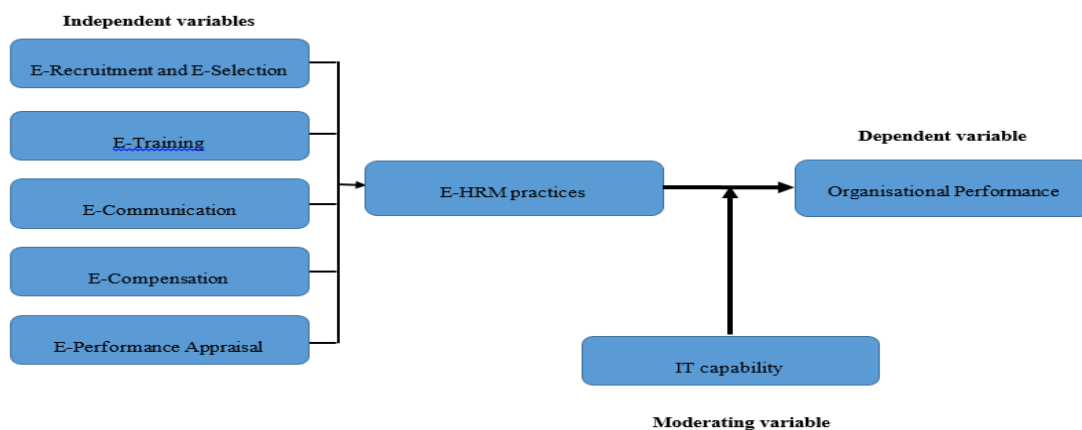 Independent variables
E-Recruitment and E-Selection
E-Training
E-Communication
E-Compensation
E-Performance Appraisal
E-HRM practices
Dependent variable
Organisational Performance
IT capability
Moderating variable